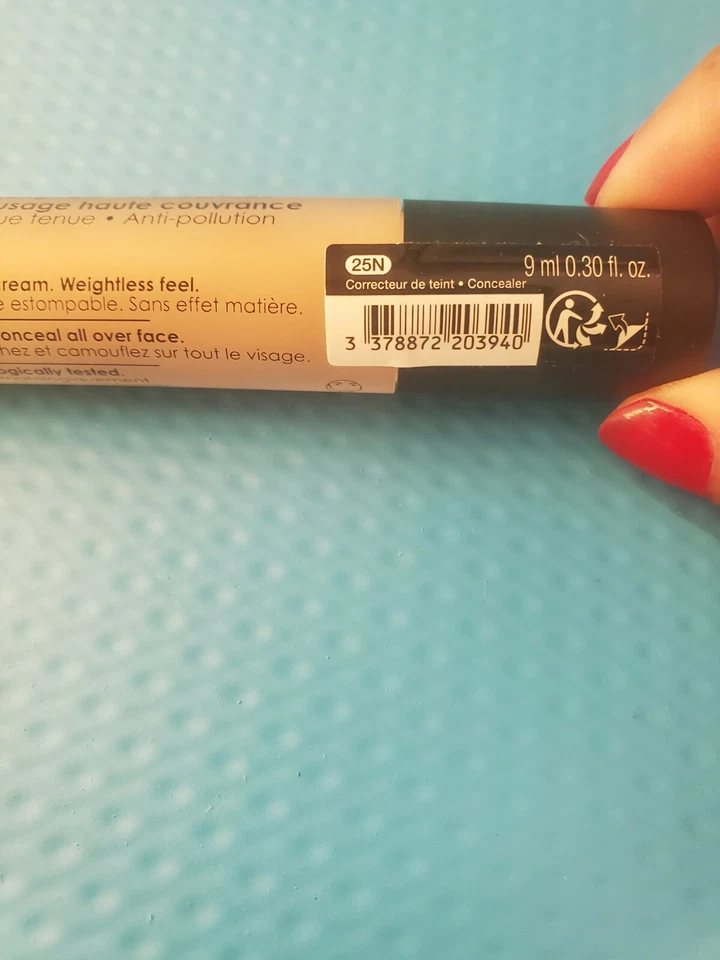 usage haute couvrance
ue tenue • Anti-pollution
ream. Weightless feel.
e estompable. Sans effet matière.
onceal all over face.
hez et camouflez sur tout le visage.
ogically tested.
25N
9 ml 0.30 fl. oz.
Correcteur de teint • Concealer
3 378872 203940